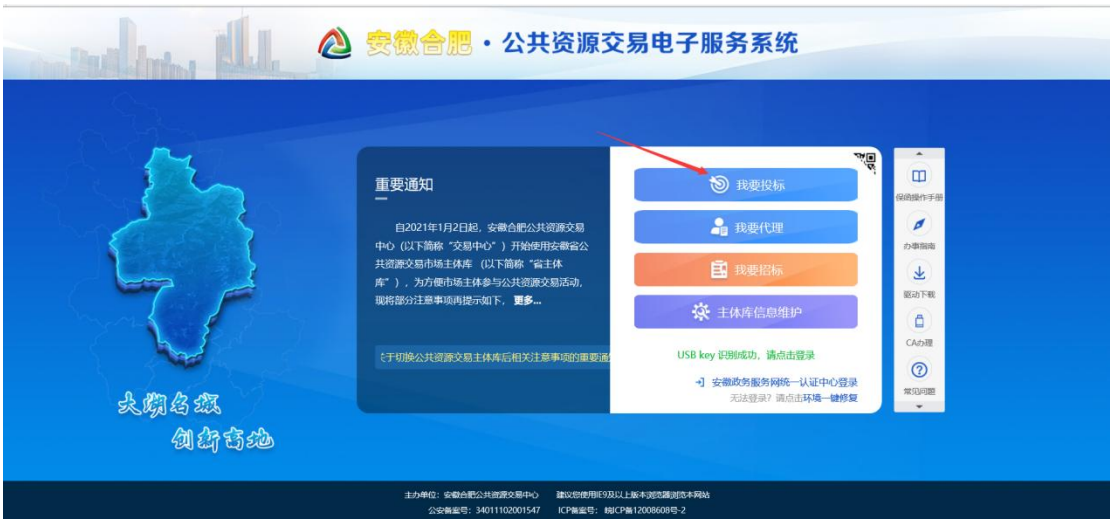 安徽合肥·公共资源交易电子服务系统
重要通知
自2021年1月2日起，安徽合肥公共资源交易
中心（以下简称“交易中心”）开始使用安徽省公
共资源交易市场主体库 （以下简称“省主体
库”），为方便市场主体参与公共资源交易活动，
现将部分注意事项再提示如下，更多...
于切换公共资源交易主体库后相关注意事项的重要通
我要投标
我要代理
我要招标
主体库信息维护
USB key 识别成功，请点击登录
安徽政务服务网统一认证中心登录
无法登录？请点击环境一键修复
保函操作手册
办事指南
驱动下载
CA办理
常见问题
大湖名城
创新高地
主办单位：安徽合肥公共资源交易中心 建议您使用IE9及以上版本浏览器浏览本网站
公安备案号：34011102001547 ICP备案号：皖ICP备12008608号-2